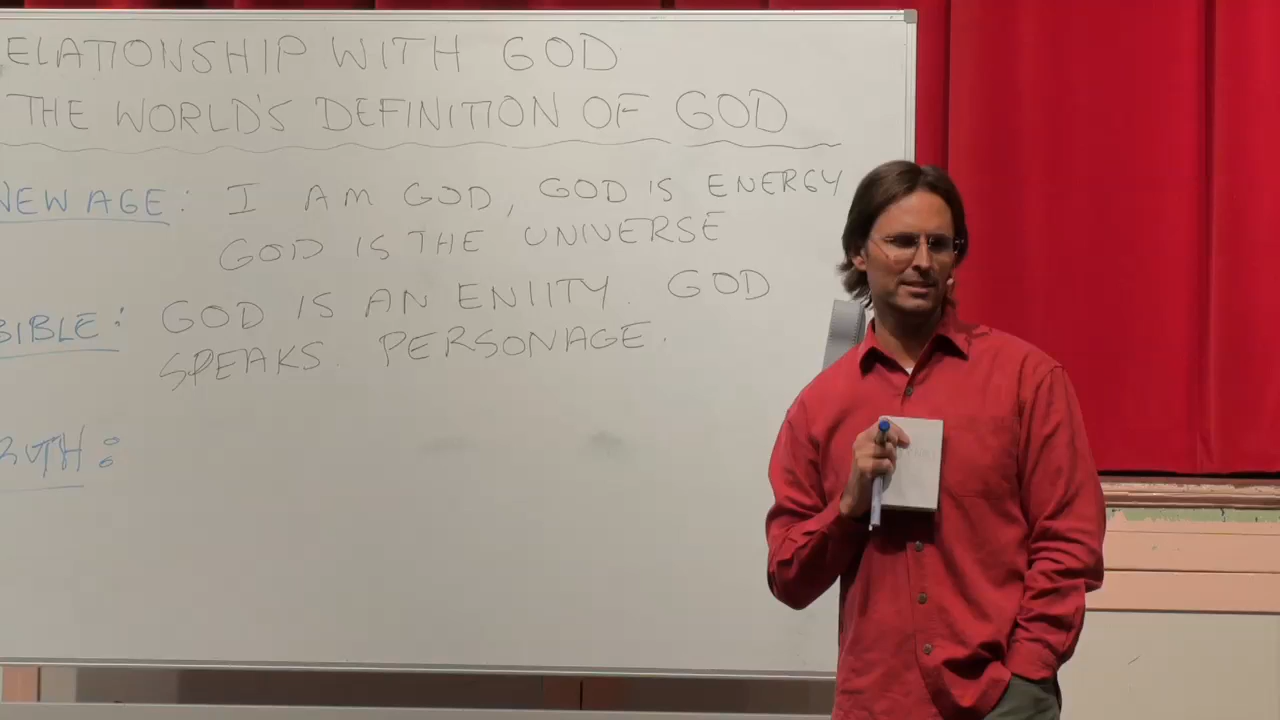 ELATIONSHIP WITH GOD
THE WORLD'S DEFINITION OF GOD
NEW AGE: I AM GOD, GOD IS ENERGY
GOD IS THE UNIVERSE
BIBLE: GOD IS AN ENIITY. GOD
SPEAKS. PERSONAGE.
RUTH: